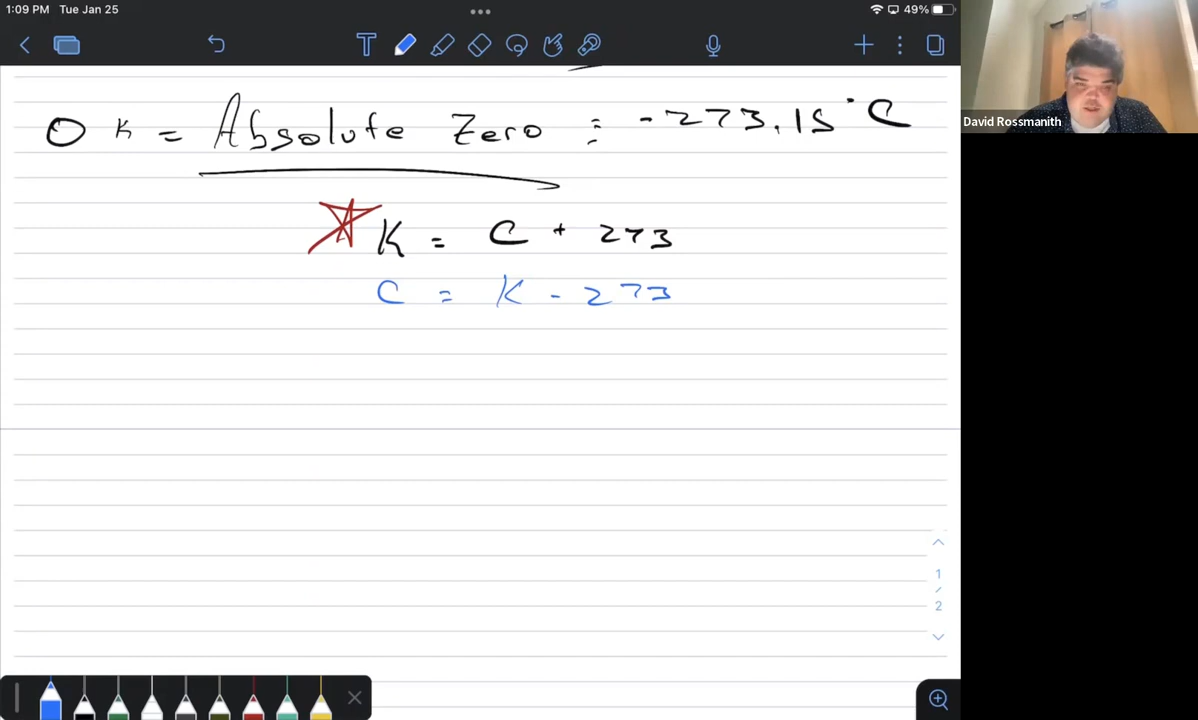 1:09 PM Tue Jan 25
49%
T
0 K = Absolute Zero = -273.15°C
K = C + 273
C = K - 273
David Rossmanith
1
/
2